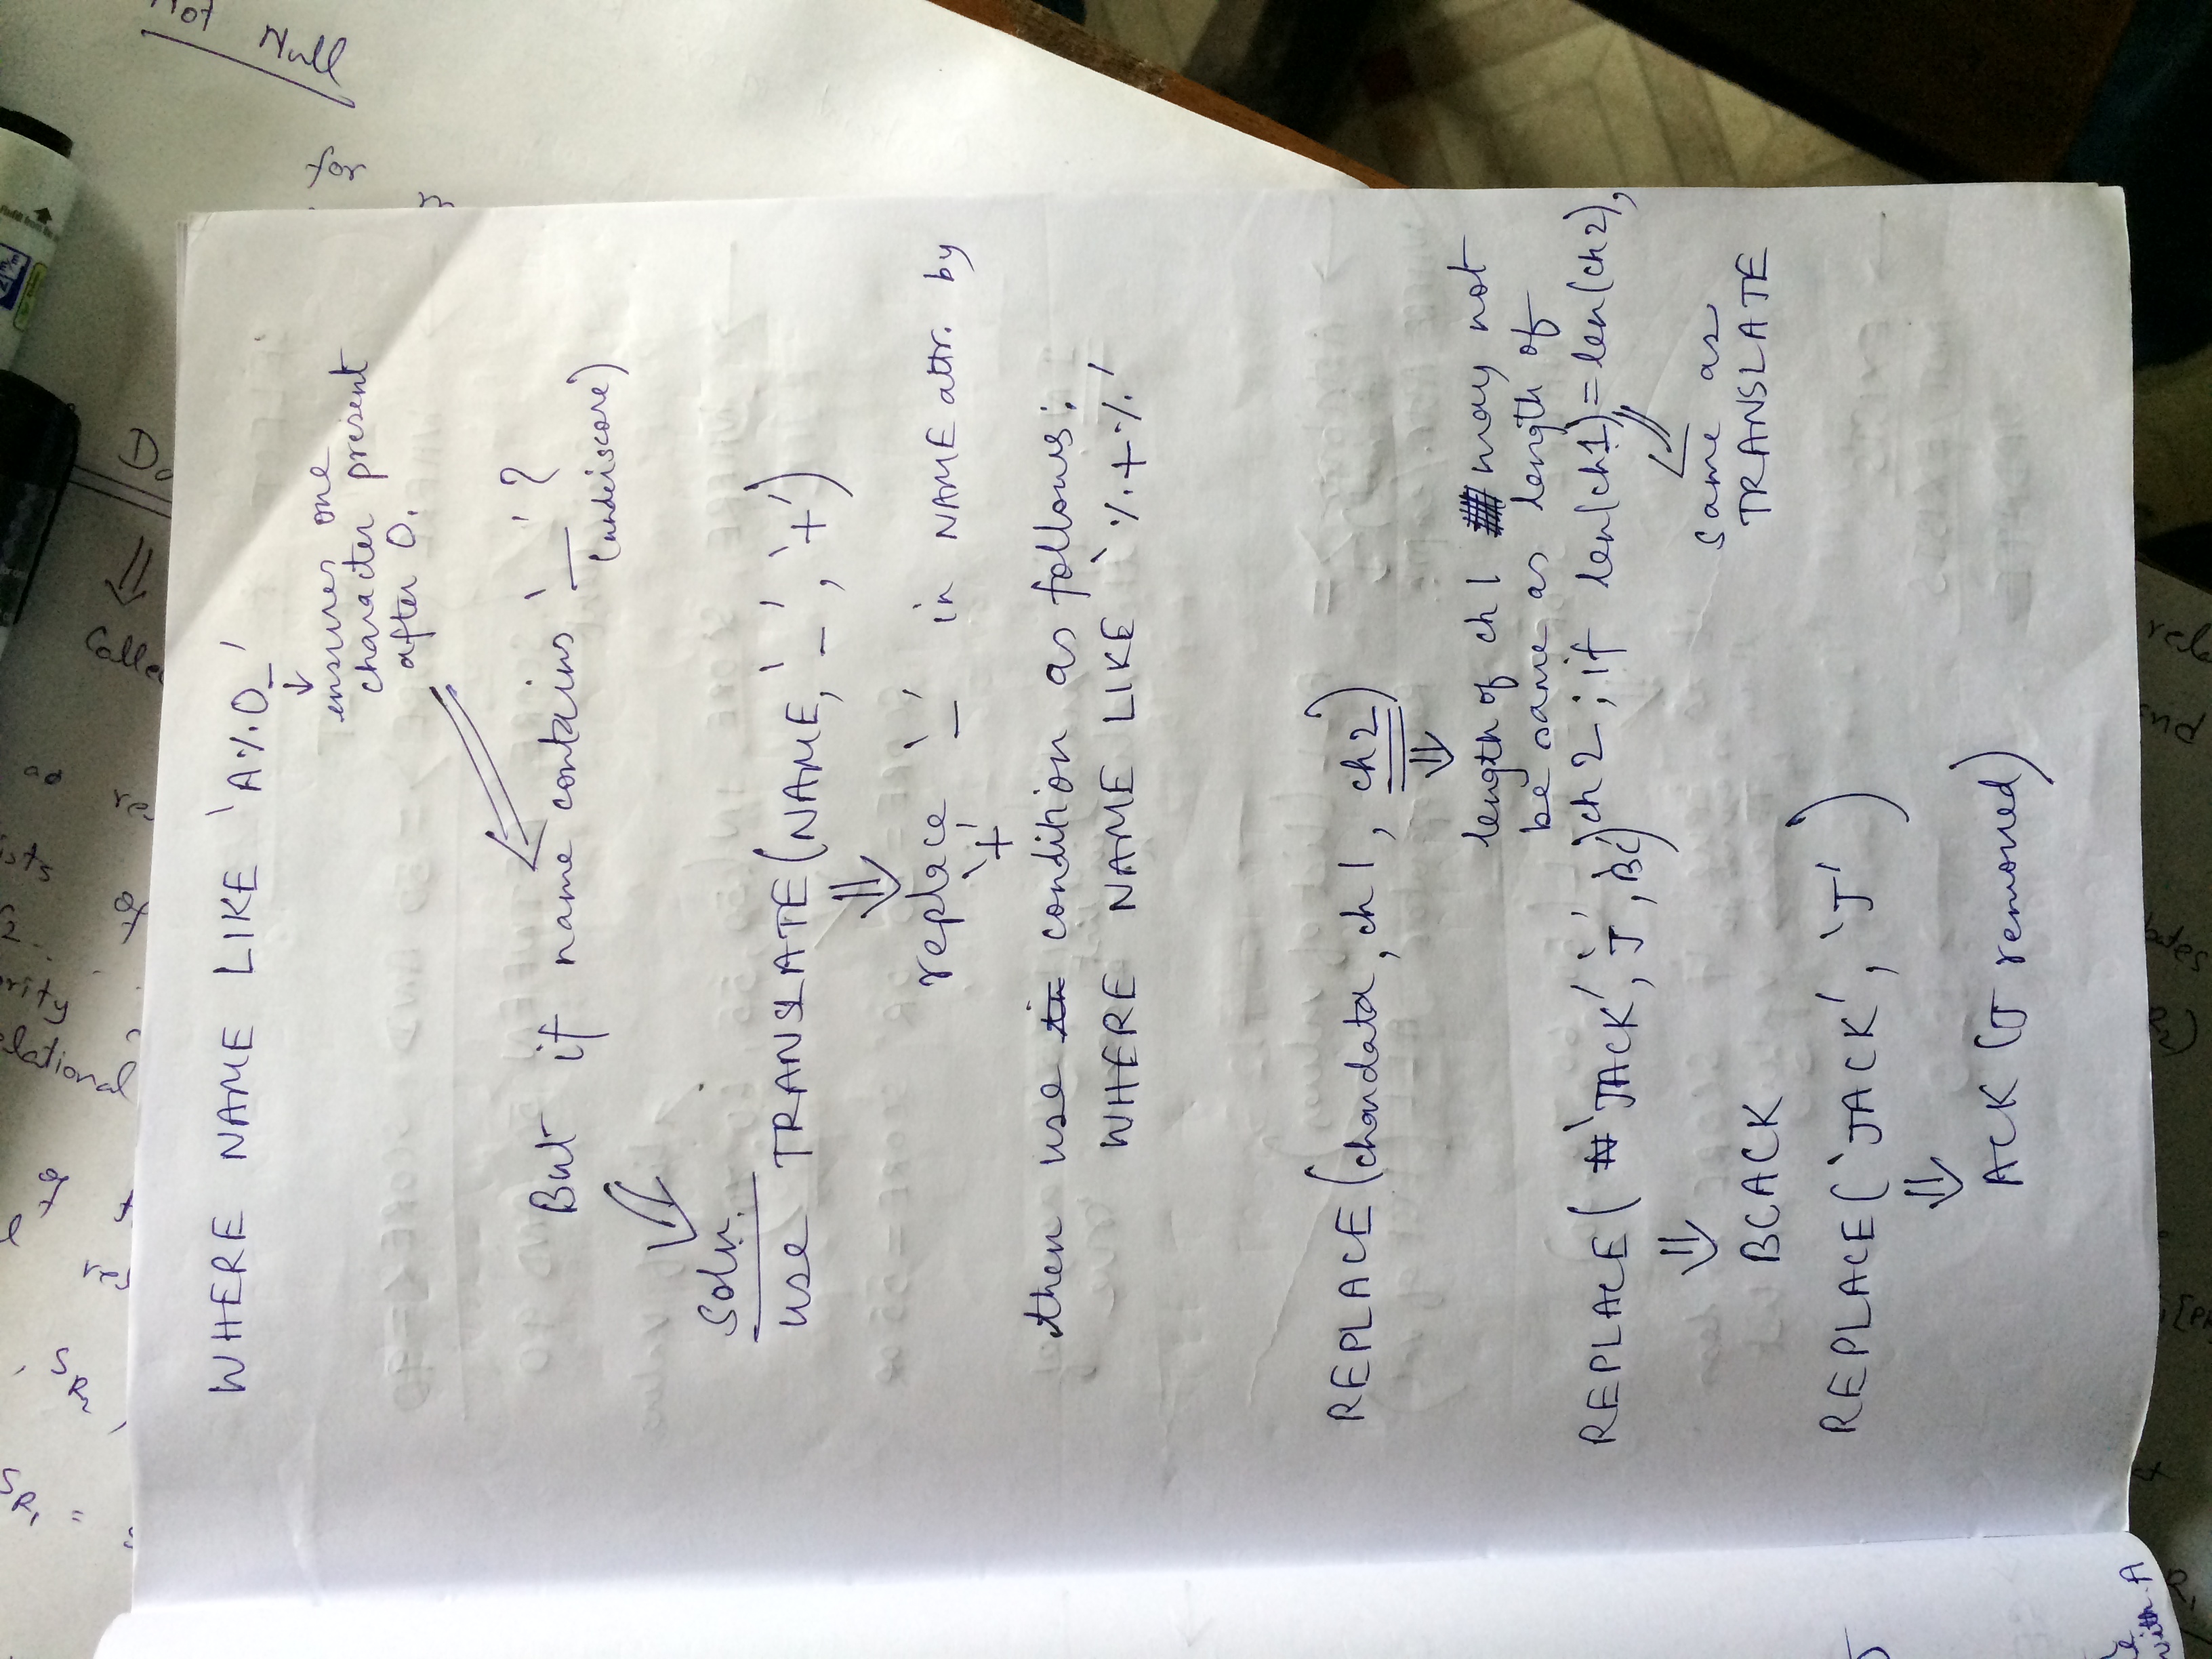 WHERE NAME LIKE 'A%O_'
ensures one
character present
after O.
But if name contains '_'?
(underscore)
Soln.
use TRANSLATE(NAME, '_', '+')
replace '_' in NAME attr. by
'+'
then use condition as follows:
WHERE NAME LIKE '%+%'
REPLACE(chardata, ch1, ch2)
length of ch1 may not
be same as length of
ch2; if len(ch1)=len(ch2),
REPLACE('JACK', 'J', 'BC')
same as
TRANSLATE
BCACK
REPLACE('JACK', 'J')
ACK (J removed)
with A
Not Null
for